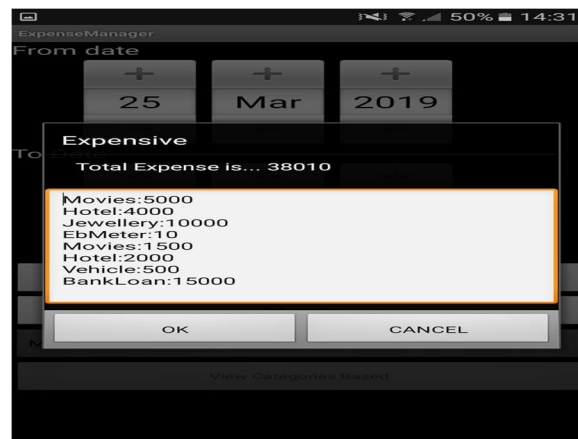 50% 14:31
ExpenseManager
From date
+ + +
25 Mar 2019
Expensive
To
Total Expense is... 38010
Movies:5000
Hotel:4000
Jewellery:10000
EbMeter:10
Movies:1500
Hotel:2000
Vehicle:500
BankLoan:15000
OK CANCEL
View Categories Based